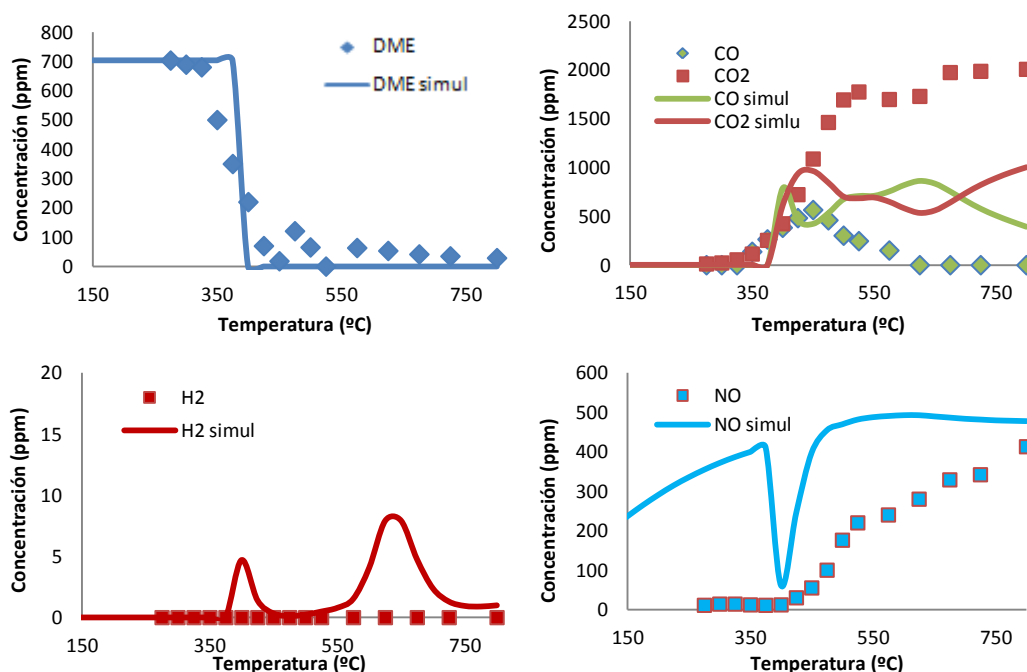 800
700
600
500
400
300
200
100
0
Concentración (ppm)
DME
DME simul
150 350 550 750
Temperatura (ºC)
2500
2000
1500
1000
500
0
Concentración (ppm)
CO
CO2
CO simul
CO2 simlu
150 350 550 750
Temperatura (ºC)
20
15
10
5
0
Concentración (ppm)
H2
H2 simul
150 350 550 750
Temperatura (ºC)
600
500
400
300
200
100
0
Concentración (ppm)
NO
NO simul
150 350 550 750
Temperatura (ºC)